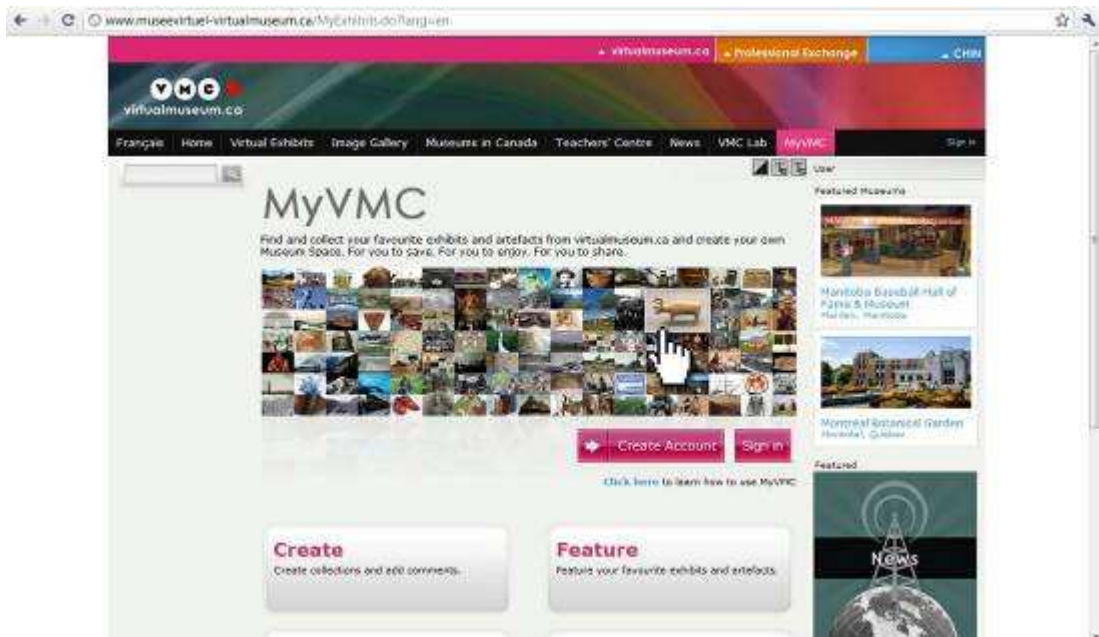 www.museevirtuel-virtualmuseum.ca/MyExhibits.do?lang=en
virtualmuseum.ca
Professional Exchange
CHIN
VMC
virtualmuseum.ca
Français Home Virtual Exhibits Image Gallery Museums in Canada Teachers' Centre News VMC Lab MyVMC Sign in
User
MyVMC
Featured Museums
Find and collect your favourite exhibits and artefacts from virtualmuseum.ca and create your own
Museum Space. For you to save. For you to enjoy. For you to share.
Manitoba Baseball Hall of
Fame & Museum
Morden, Manitoba
Montréal Botanical Garden
Montréal, Quebec
Create Account
Sign in
Click here to learn how to use MyVMC
Featured
News
Create
Create collections and add comments.
Feature
Feature your favourite exhibits and artefacts.